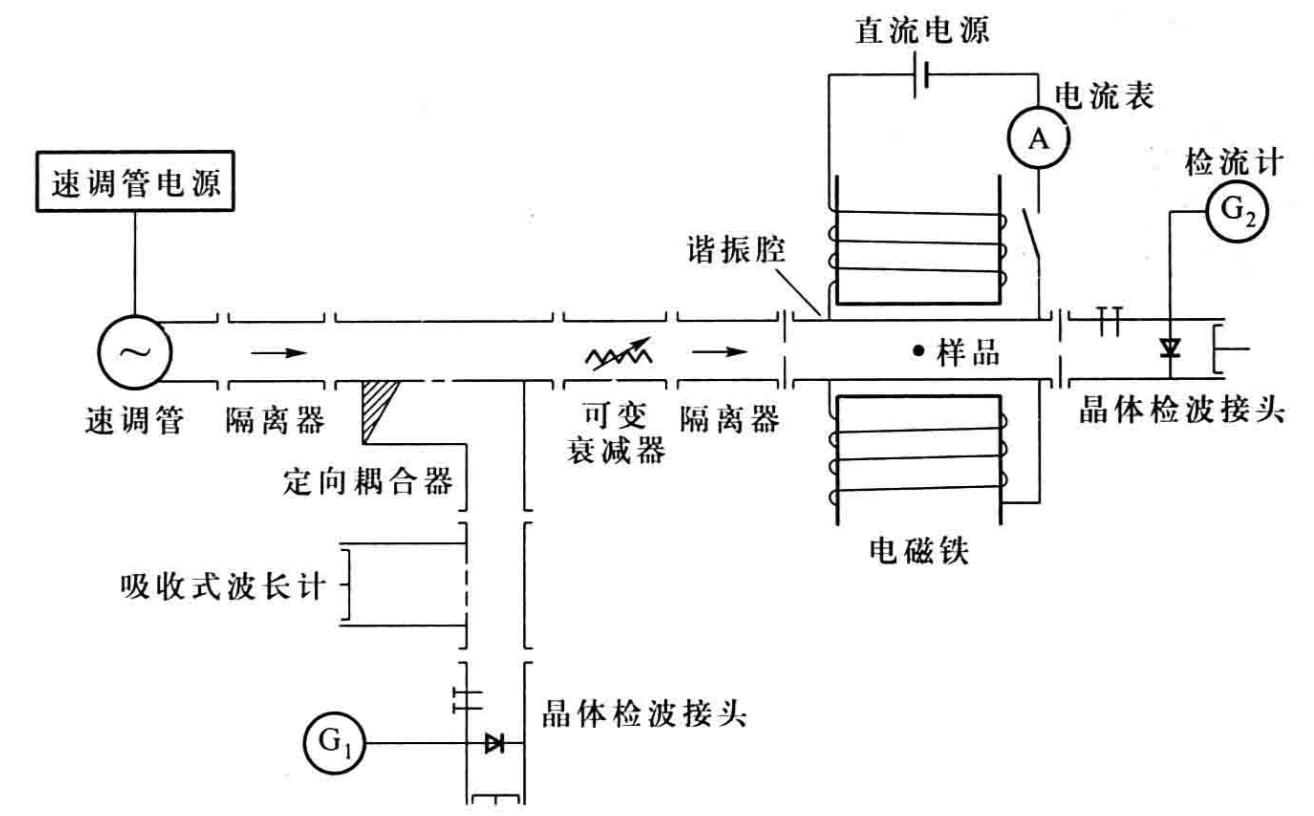 直流电源
电流表
A
速调管电源
检流计
G₂
谐振腔
~
样品
速调管
隔离器
可变
衰减器
隔离器
晶体检波接头
定向耦合器
电磁铁
吸收式波长计
晶体检波接头
G₁